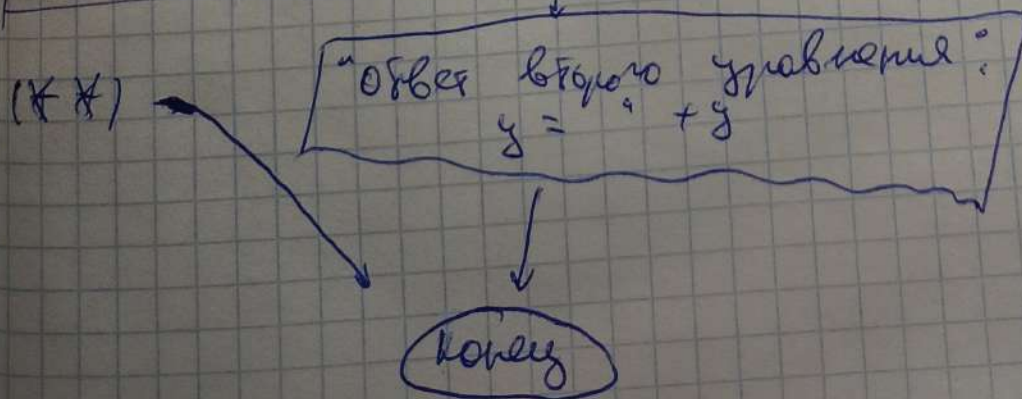 "Ответ второго уравнения:
y = " + y
(**)
конец